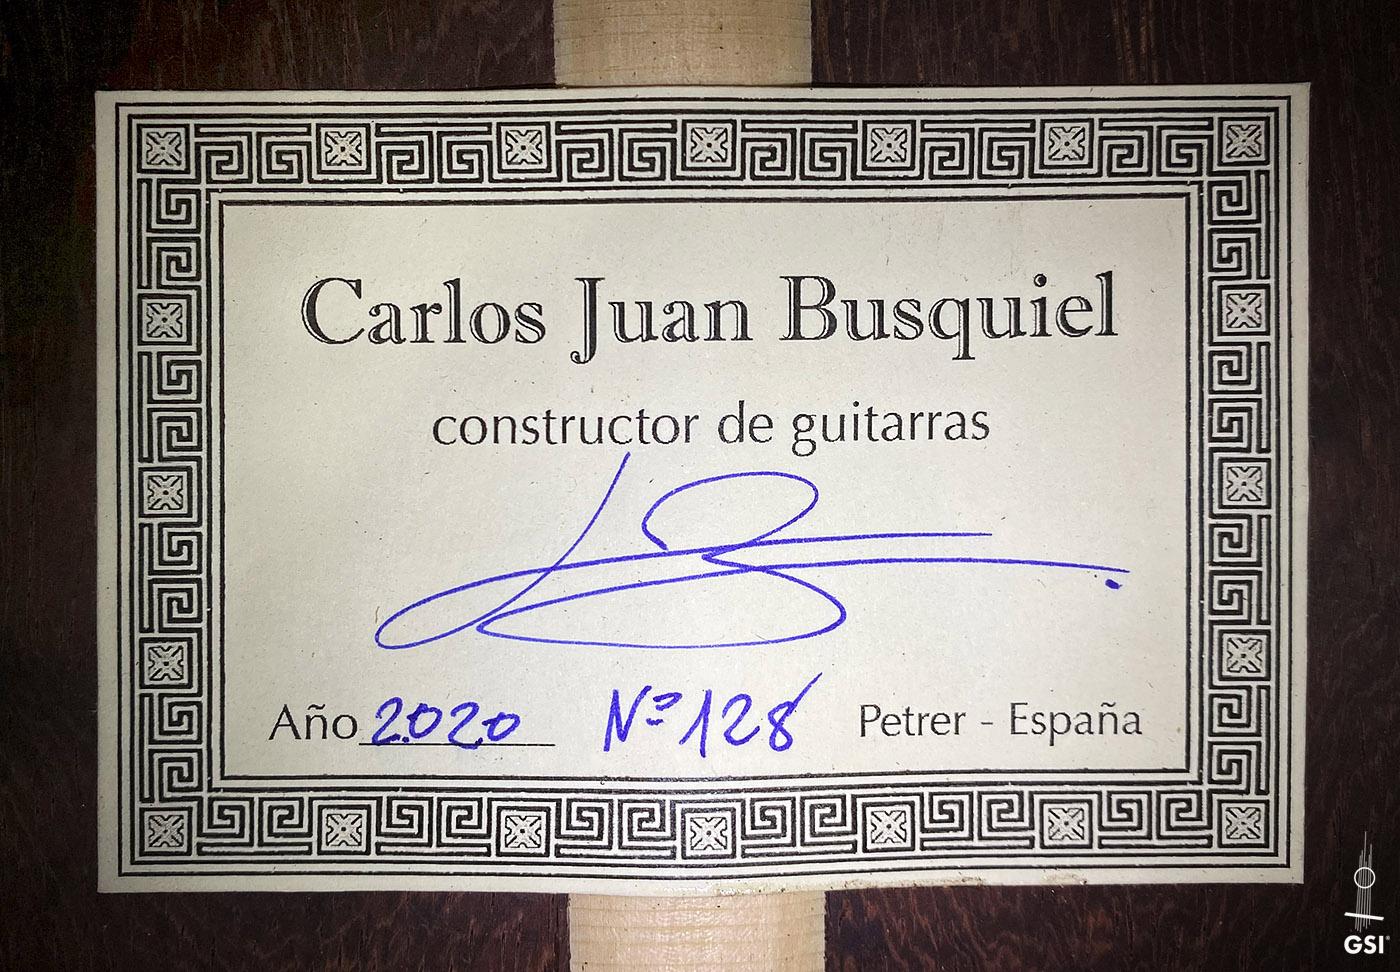 Carlos Juan Busquiel
constructor de guitarras
Año 2020 Nº 128 Petrer - España
GSI